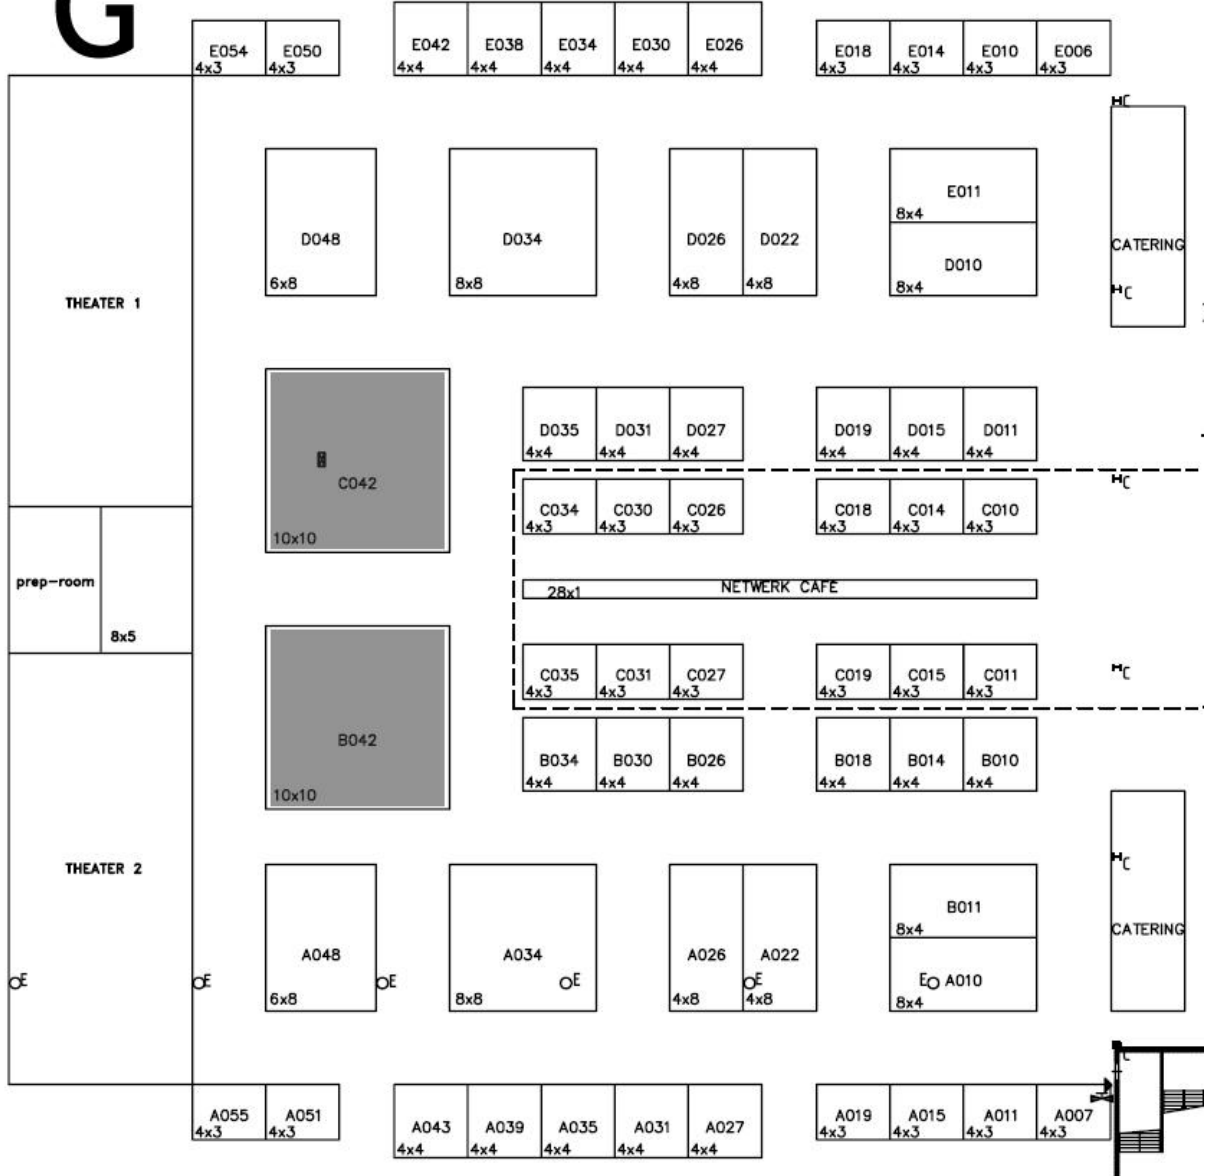 G
E054 E050 E042 E038 E034 E030 E026 E018 E014 E010 E006
4x3 4x3 4x4 4x4 4x4 4x4 4x4 4x3 4x3 4x3 4x3
HC
E011
8x4
D048 D034 D026 D022
CATERING
D010
6x8 8x8 4x8 4x8 8x4
HC
THEATER 1
D035 D031 D027 D019 D015 D011
4x4 4x4 4x4 4x4 4x4 4x4
C042
HC
C034 C030 C026 C018 C014 C010
4x3 4x3 4x3 4x3 4x3 4x3
10x10
prep-room
28x1 NETWERK CAFE
8x5
C035 C031 C027 C019 C015 C011
HC
4x3 4x3 4x3 4x3 4x3 4x3
B042
B034 B030 B026 B018 B014 B010
4x4 4x4 4x4 4x4 4x4 4x4
10x10
THEATER 2
HC
B011
8x4
CATERING
A048 A034 A026 A022
E E E E E E A010
6x8 8x8 4x8 4x8 8x4
C
A055 A051 A043 A039 A035 A031 A027 A019 A015 A011 A007
4x3 4x3 4x4 4x4 4x4 4x4 4x4 4x3 4x3 4x3 4x3